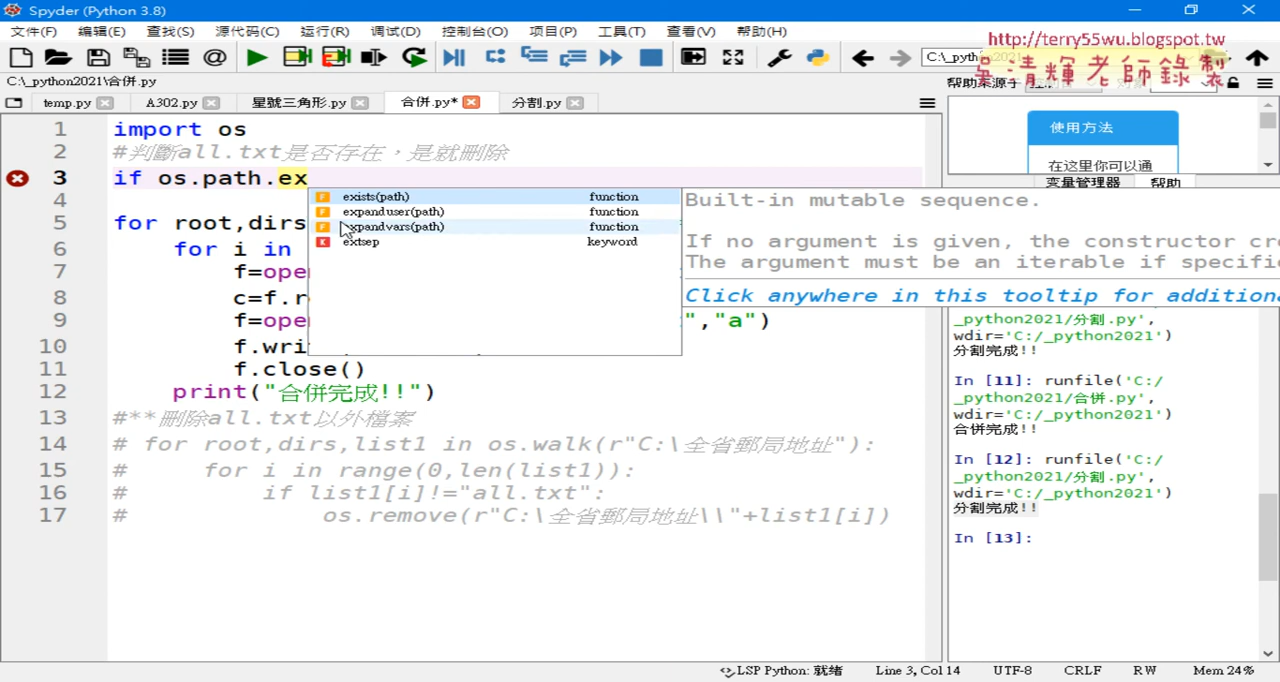 Spyder (Python 3.8)
文件(F) 编辑(E) 查找(S) 源代码(C) 运行(R) 调试(D) 控制台(O) 项目(P) 工具(T) 查看(V) 帮助(H)
http://terry55wu.blogspot.tw
吳清輝老師錄製
C:\_python2021\合併.py
帮助来源于
temp.py A302.py 星號三角形.py 合併.py* 分割.py
使用方法
在这里你可以通
变量管理器 帮助
1 import os
2 #判斷all.txt是否存在，是就刪除
3 if os.path.ex
exists(path) function
expanduser(path) function
expandvars(path) function
extsep keyword
Built-in mutable sequence.
If no argument is given, the constructor cre
The argument must be an iterable if specifi
Click anywhere in this tooltip for additiona
4
5 for root,dirs
6 for i in
7 f=ope
8 c=f.r
9 f=ope ","a")
10 f.wri
11 f.close()
12 print("合併完成!!")
13 #**刪除all.txt以外檔案
14 # for root,dirs,list1 in os.walk(r"C:\全省郵局地址"):
15 # for i in range(0,len(list1)):
16 # if list1[i]!="all.txt":
17 # os.remove(r"C:\全省郵局地址\\"+list1[i])
_python2021/分割.py',
wdir='C:/_python2021')
分割完成!!
In [11]: runfile('C:/
_python2021/合併.py',
wdir='C:/_python2021')
合併完成!!
In [12]: runfile('C:/
_python2021/分割.py',
wdir='C:/_python2021')
分割完成!!
In [13]:
LSP Python: 就绪 Line 3, Col 14 UTF-8 CRLF RW Mem 24%